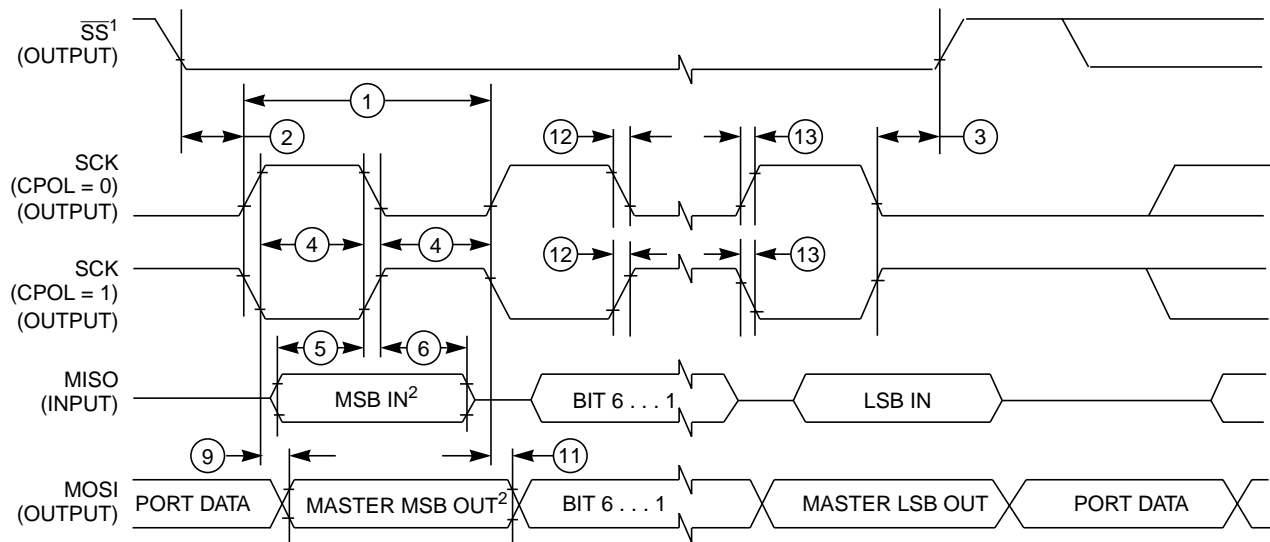 SS¹
(OUTPUT)
1
2
12
13
3
SCK
(CPOL = 0)
(OUTPUT)
4
4
SCK
(CPOL = 1)
(OUTPUT)
12
13
5
6
MISO
(INPUT)
MSB IN²
BIT 6 . . . 1
LSB IN
9
11
MOSI
(OUTPUT)
PORT DATA
MASTER MSB OUT²
BIT 6 . . . 1
MASTER LSB OUT
PORT DATA